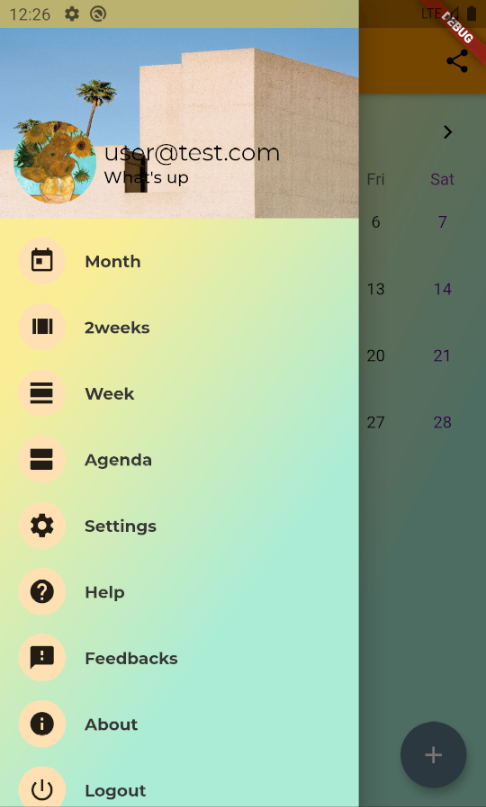 12:26
LTE
DEBUG
user@test.com
What's up
Fri Sat
6 7
Month
2weeks
13 14
Week
20 21
Agenda
27 28
Settings
Help
Feedbacks
About
Logout